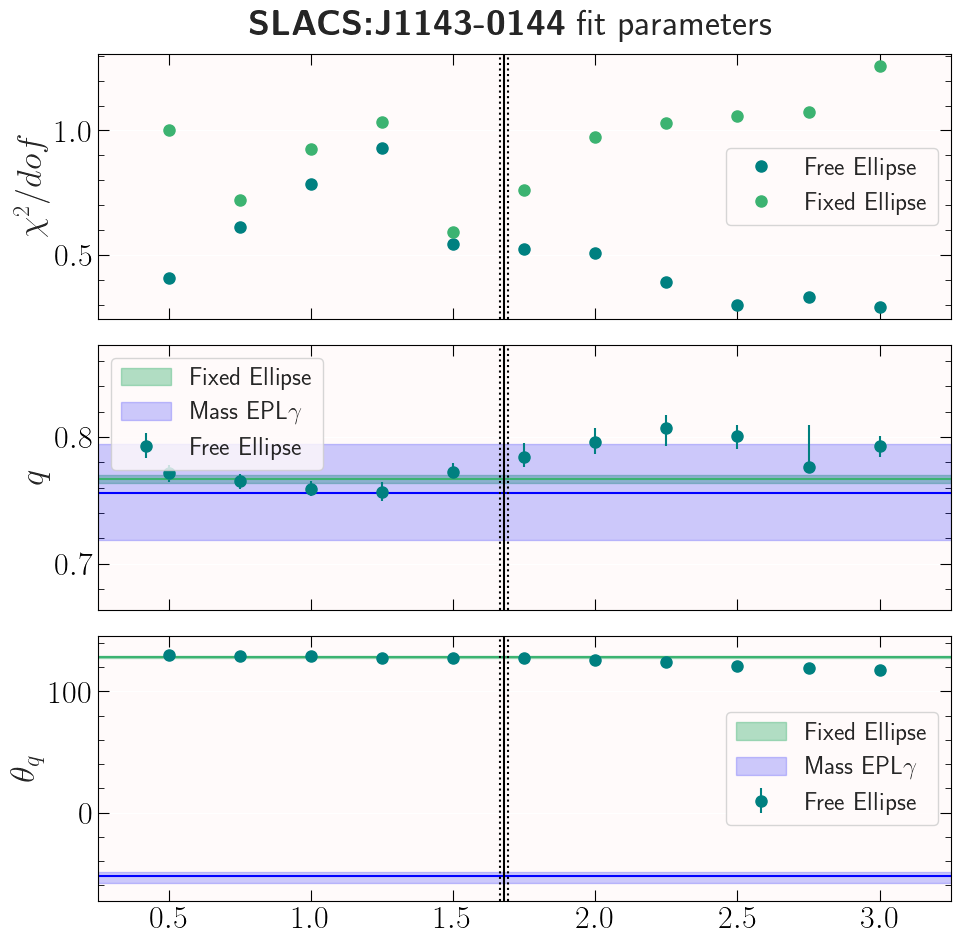 SLACS:J1143-0144 fit parameters
χ²/dof
1.0
0.5
Free Ellipse
Fixed Ellipse
q
0.8
0.7
Fixed Ellipse
Mass EPLγ
Free Ellipse
θ_q
100
0
Fixed Ellipse
Mass EPLγ
Free Ellipse
0.5 1.0 1.5 2.0 2.5 3.0